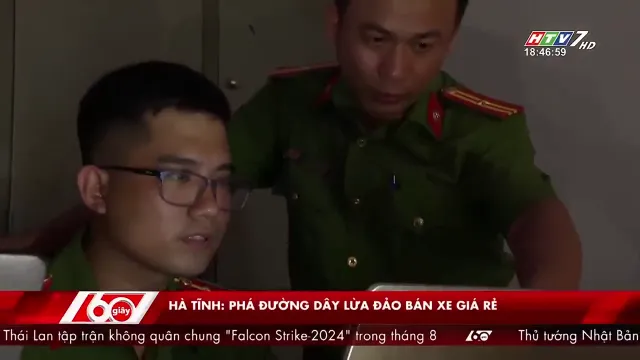 HTV7 HD
18:46:59
60 giây
HÀ TĨNH: PHÁ ĐƯỜNG DÂY LỪA ĐẢO BÁN XE GIÁ RẺ
Thái Lan tập trận không quân chung "Falcon Strike-2024" trong tháng 8
60
Thủ tướng Nhật Bản